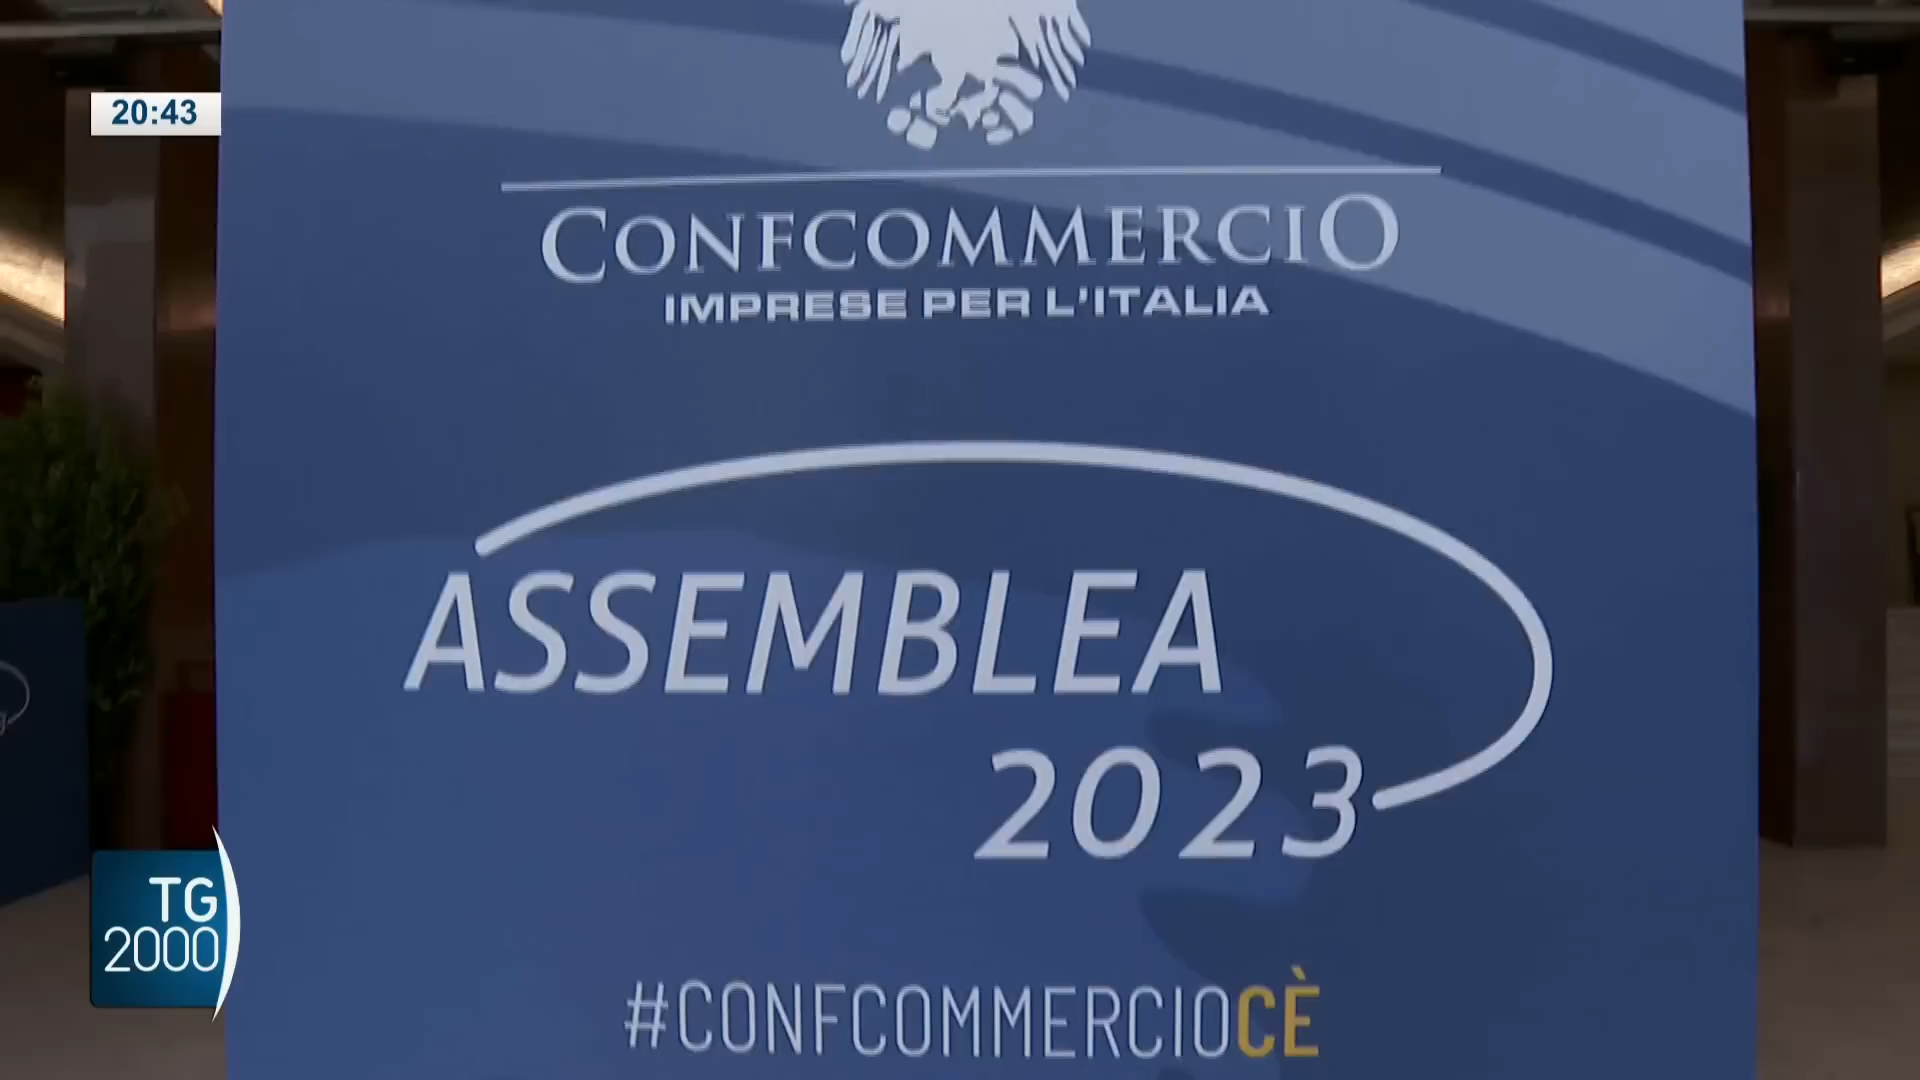 20:43
CONFCOMMERCIO
IMPRESE PER L'ITALIA
ASSEMBLEA
2023
TG
2000
#CONFCOMMERCIOCÈ